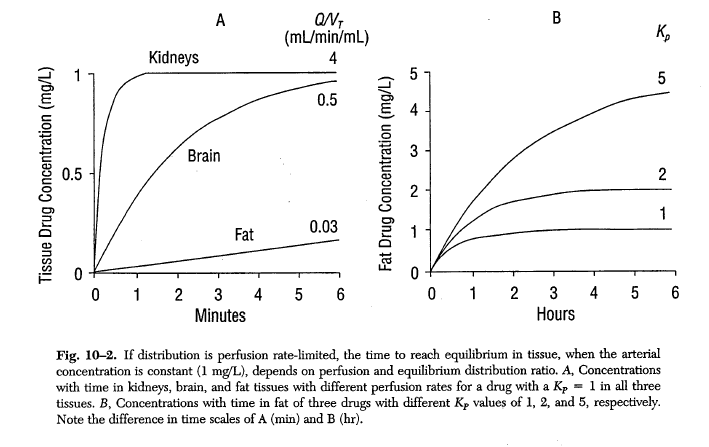 A
Q/V_T
(mL/min/mL)
Kidneys
4
0.5
Brain
0.03
Fat
Tissue Drug Concentration (mg/L)
1
0.5
0
0 1 2 3 4 5 6
Minutes
B
K_p
5
2
1
Fat Drug Concentration (mg/L)
5
4
3
2
1
0
0 1 2 3 4 5 6
Hours
Fig. 10–2. If distribution is perfusion rate-limited, the time to reach equilibrium in tissue, when the arterial
concentration is constant (1 mg/L), depends on perfusion and equilibrium distribution ratio. A, Concentrations
with time in kidneys, brain, and fat tissues with different perfusion rates for a drug with a K_P = 1 in all three
tissues. B, Concentrations with time in fat of three drugs with different K_P values of 1, 2, and 5, respectively.
Note the difference in time scales of A (min) and B (hr).